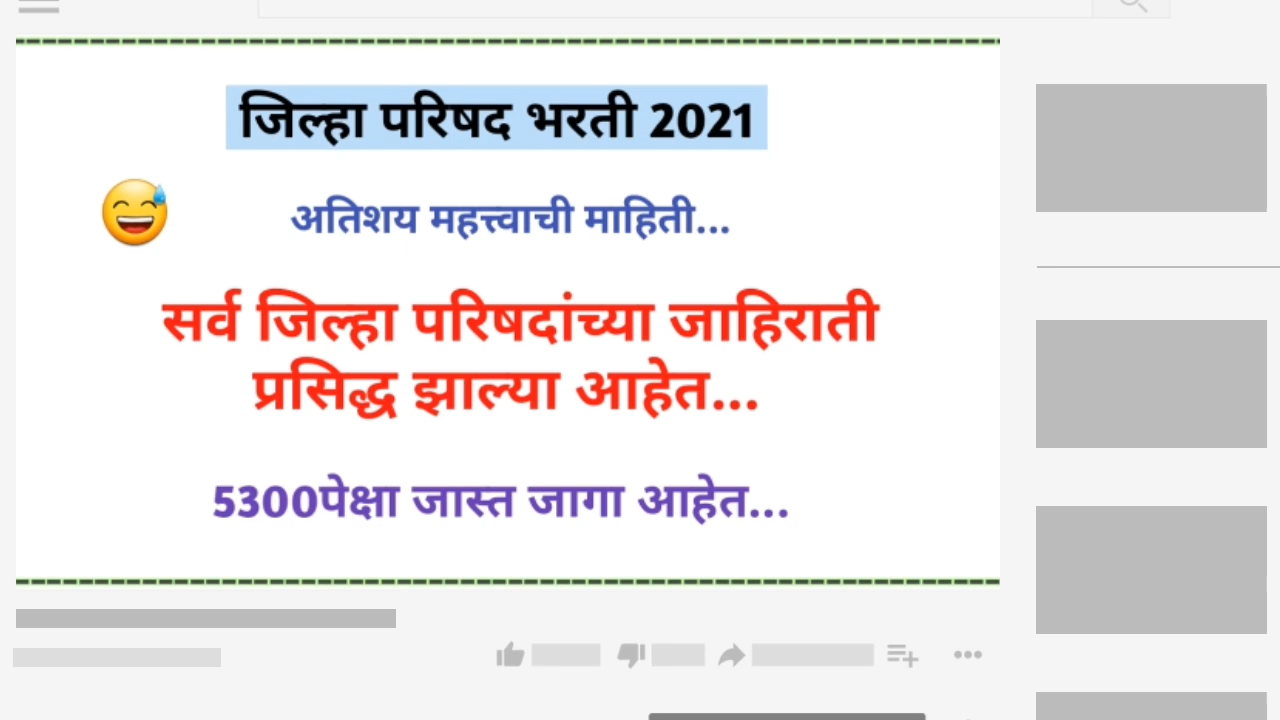 जिल्हा परिषद भरती 2021
अतिशय महत्त्वाची माहिती...
सर्व जिल्हा परिषदांच्या जाहिराती
प्रसिद्ध झाल्या आहेत...
5300पेक्षा जास्त जागा आहेत...